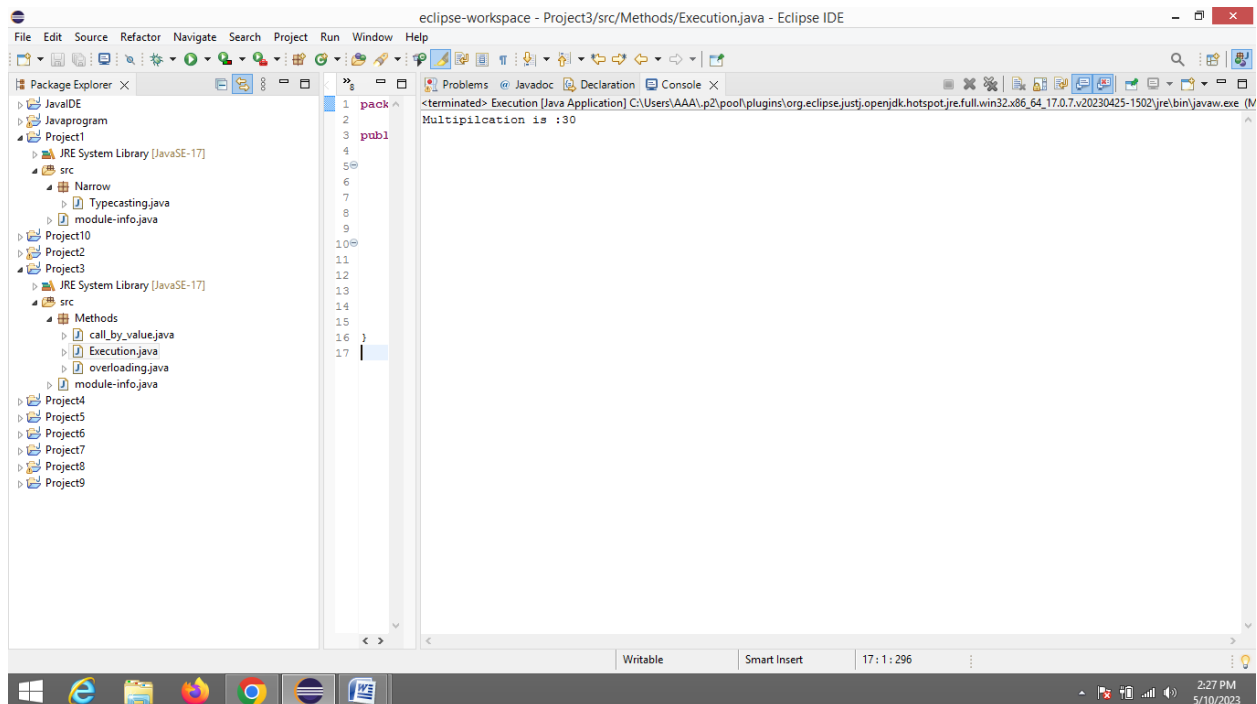 eclipse-workspace - Project3/src/Methods/Execution.java - Eclipse IDE
File Edit Source Refactor Navigate Search Project Run Window Help
Package Explorer
JavaIDE
Javaprogram
Project1
JRE System Library [JavaSE-17]
src
Narrow
Typecasting.java
module-info.java
Project10
Project2
Project3
JRE System Library [JavaSE-17]
src
Methods
call_by_value.java
Execution.java
overloading.java
module-info.java
Project4
Project5
Project6
Project7
Project8
Project9
1 pack
2
3 publ
4
5
6
7
8
9
10
11
12
13
14
15
16 }
17
Problems @ Javadoc Declaration Console
<terminated> Execution [Java Application] C:\Users\AAA\.p2\pool\plugins\org.eclipse.justj.openjdk.hotspot.jre.full.win32.x86_64_17.0.7.v20230425-1502\jre\bin\javaw.exe (M
Multipilcation is :30
Writable Smart Insert 17 : 1 : 296
2:27 PM
5/10/2023